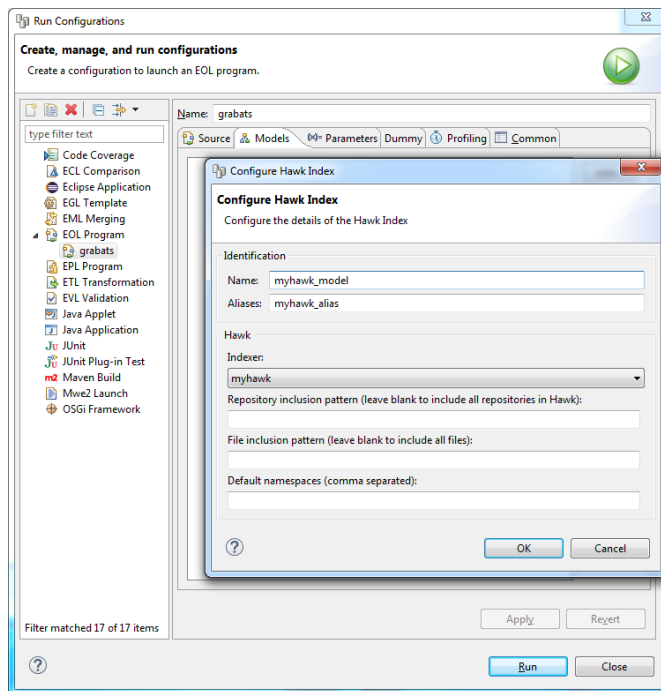 Run Configurations
Create, manage, and run configurations
Create a configuration to launch an EOL program.
type filter text
Code Coverage
ECL Comparison
Eclipse Application
EGL Template
EML Merging
EOL Program
grabats
EPL Program
ETL Transformation
EVL Validation
Java Applet
Java Application
Ju JUnit
JUnit Plug-in Test
m2 Maven Build
Mwe2 Launch
OSGi Framework
Filter matched 17 of 17 items
Name: grabats
Source Models (x)= Parameters Dummy Profiling Common
Configure Hawk Index
Configure Hawk Index
Configure the details of the Hawk Index
Identification
Name: myhawk_model
Aliases: myhawk_alias
Hawk
Indexer:
myhawk
Repository inclusion pattern (leave blank to include all repositories in Hawk):
File inclusion pattern (leave blank to include all files):
Default namespaces (comma separated):
? OK Cancel
Apply Revert
? Run Close